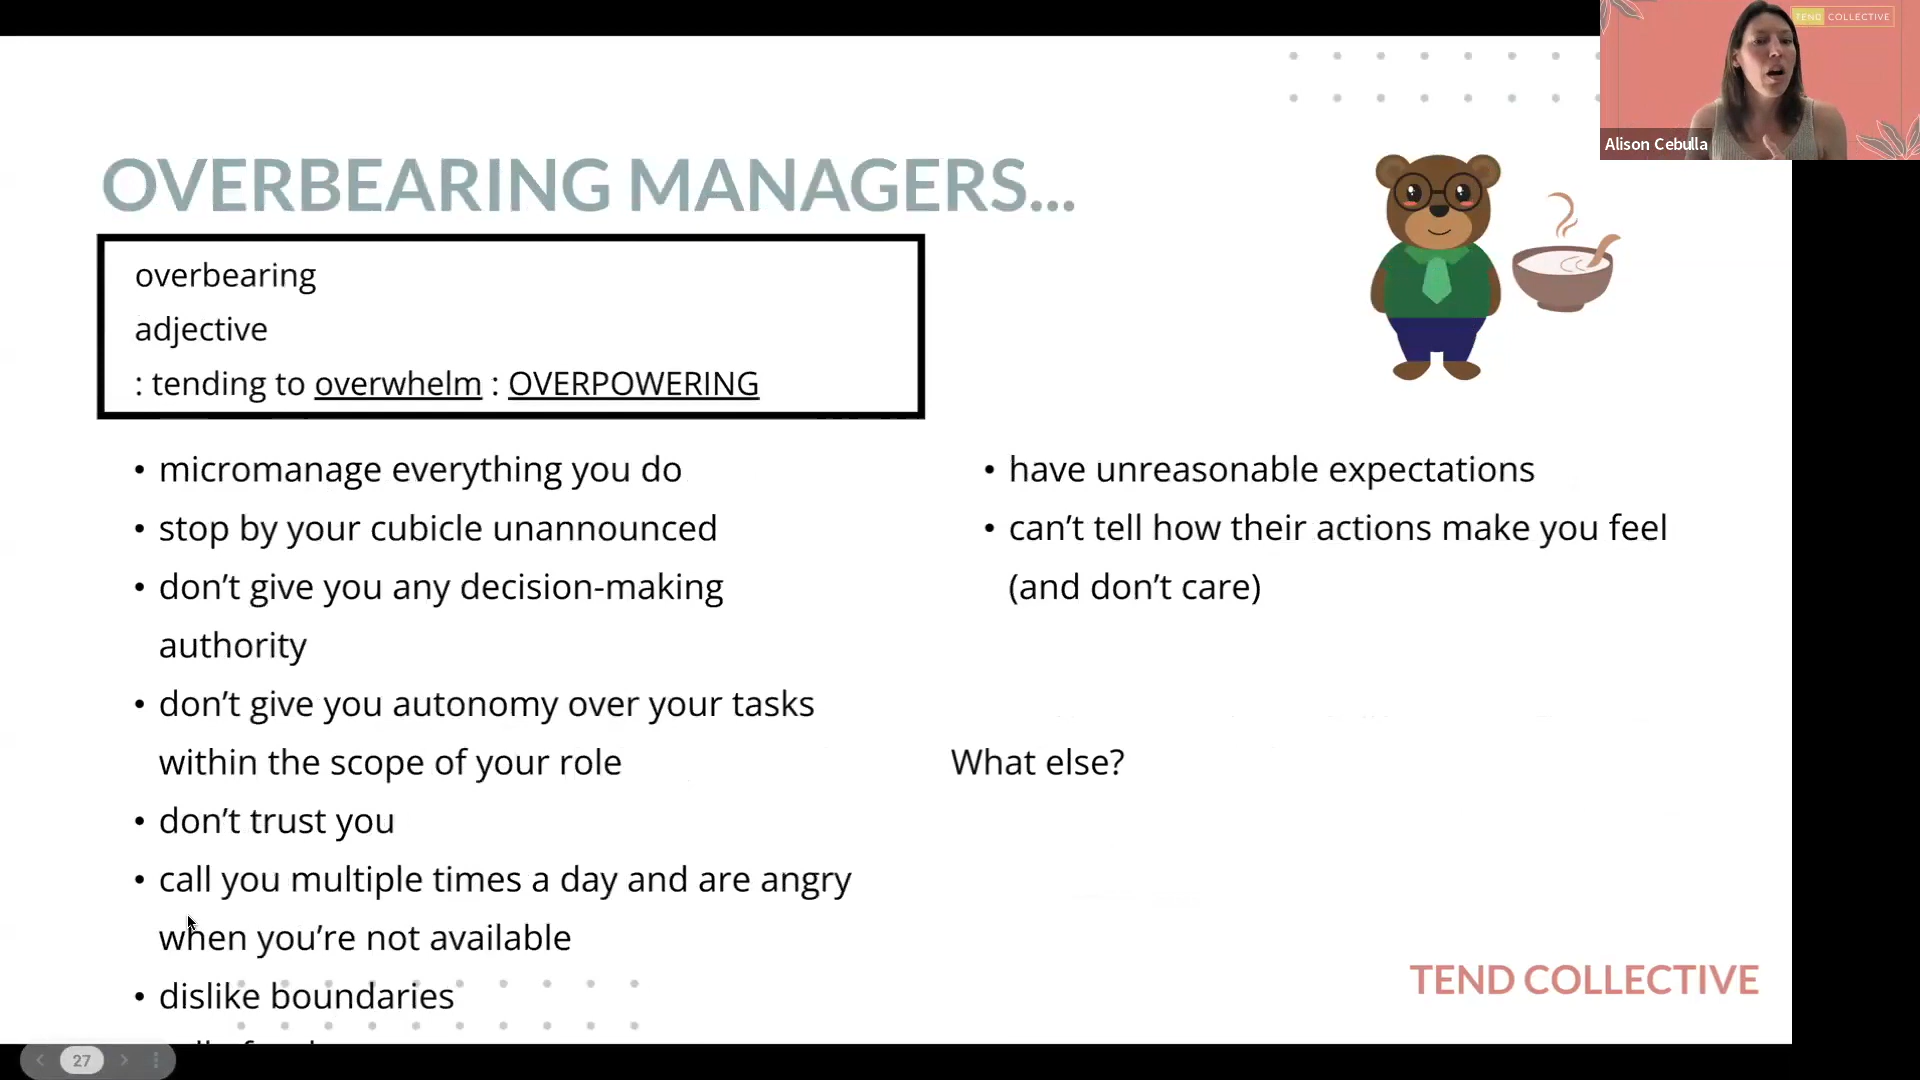 TEND COLLECTIVE
Alison Cebulla
OVERBEARING MANAGERS...
overbearing
adjective
: tending to overwhelm : OVERPOWERING
• micromanage everything you do
• stop by your cubicle unannounced
• don’t give you any decision-making
authority
• don’t give you autonomy over your tasks
within the scope of your role
• don’t trust you
• call you multiple times a day and are angry
when you’re not available
• dislike boundaries
• have unreasonable expectations
• can’t tell how their actions make you feel
(and don’t care)
What else?
TEND COLLECTIVE
27